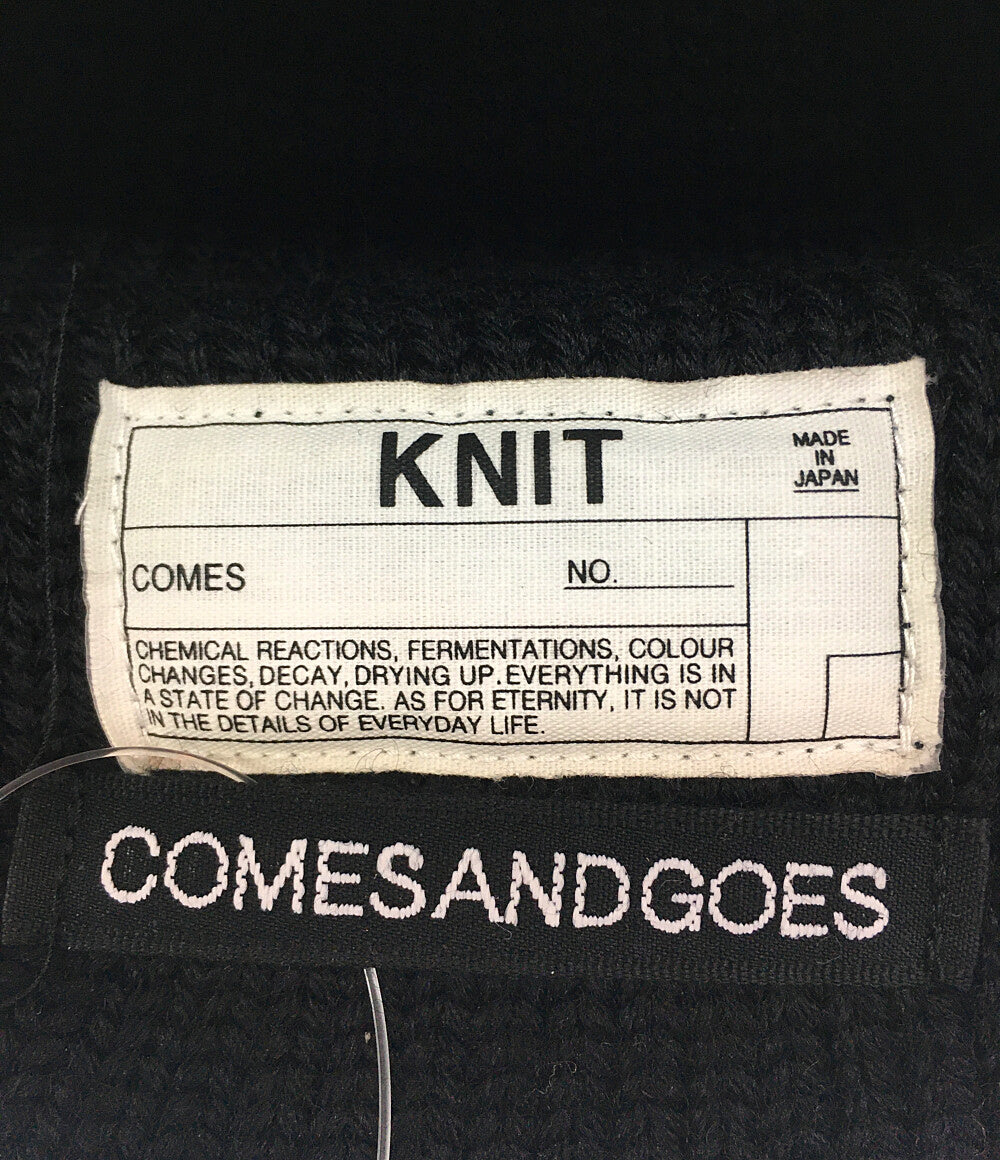 KNIT
MADE
IN
JAPAN
COMES
NO.
CHEMICAL REACTIONS, FERMENTATIONS, COLOUR
CHANGES, DECAY, DRYING UP. EVERYTHING IS IN
A STATE OF CHANGE. AS FOR ETERNITY, IT IS NOT
IN THE DETAILS OF EVERYDAY LIFE.
COMESANDGOES